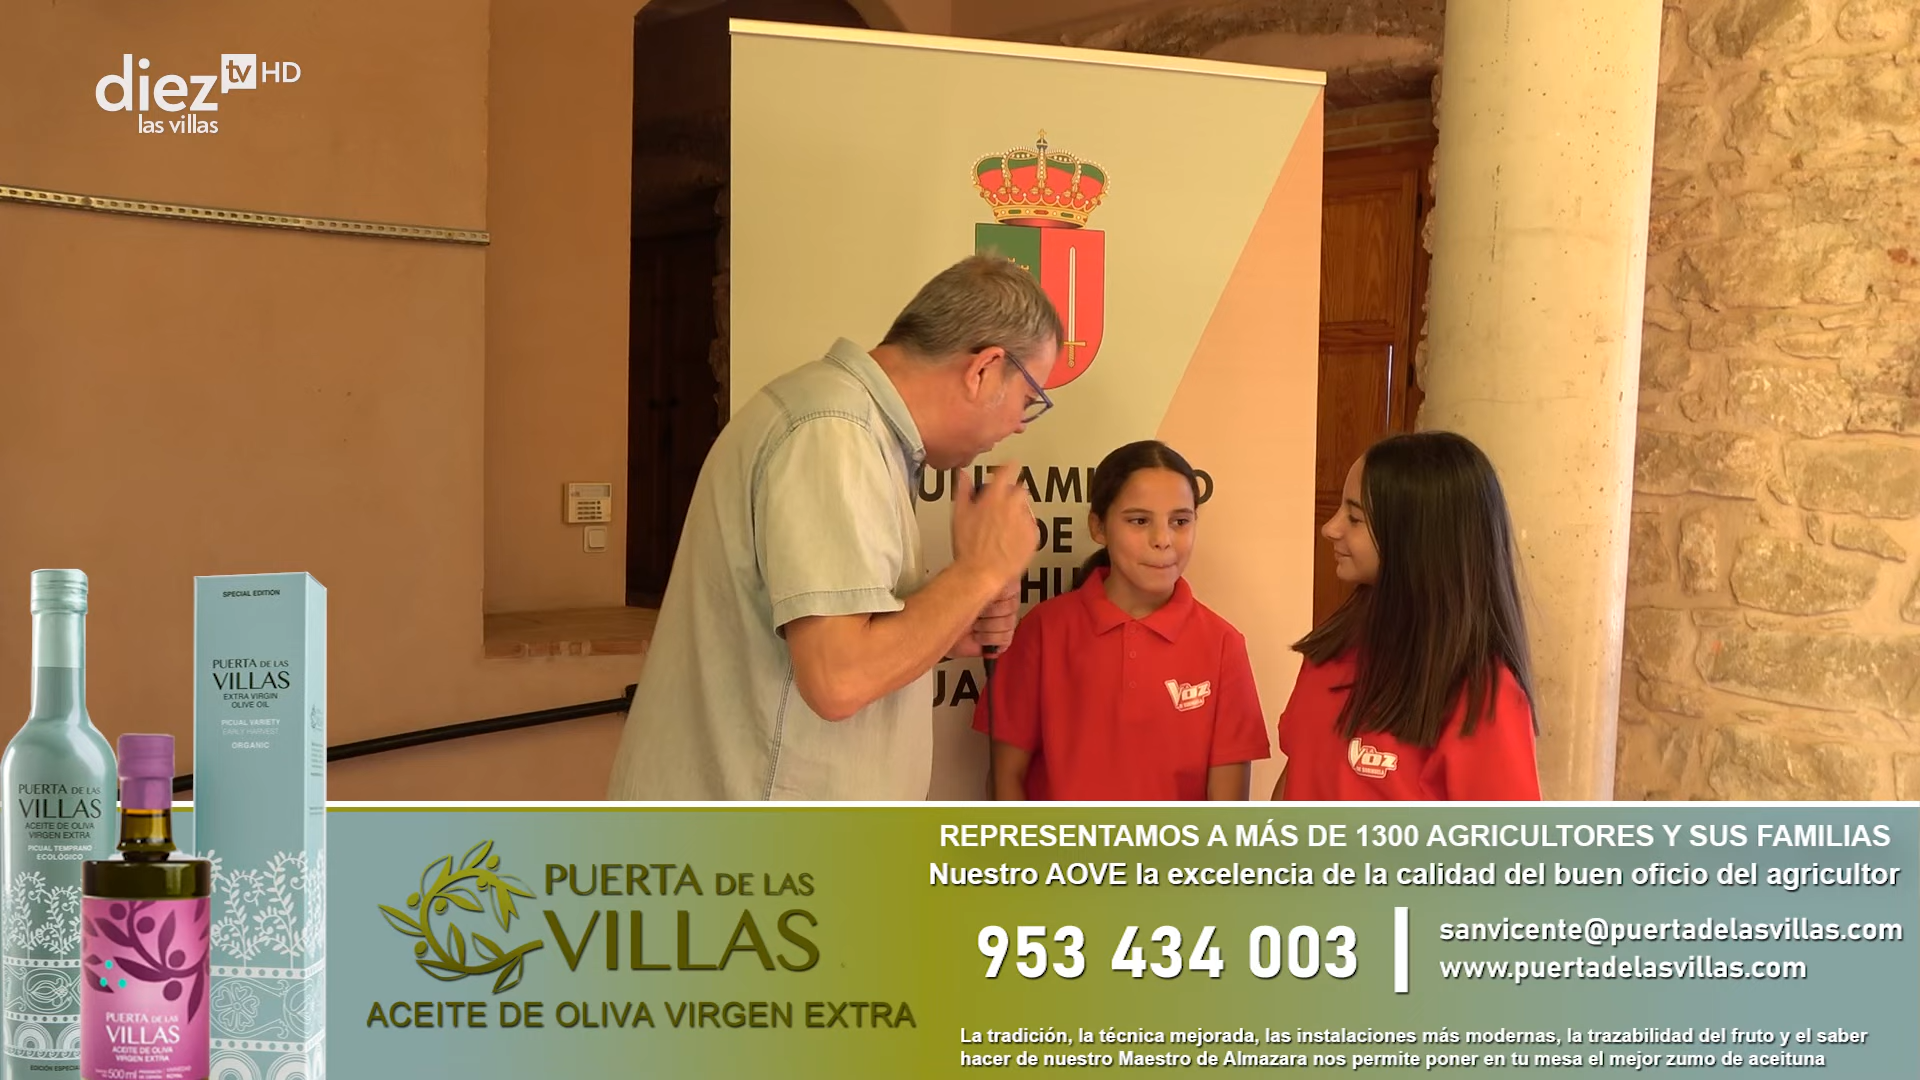 diez tv HD
las villas
DE
SPECIAL EDITION
PUERTA DE LAS
VILLAS
EXTRA VIRGIN
OLIVE OIL
PICUAL VARIETY
EARLY HARVEST
ORGANIC
PUERTA DE LAS
VILLAS
ACEITE DE OLIVA
VIRGEN EXTRA
PICUAL TEMPRANO
ECOLÓGICO
PUERTA DE LAS
VILLAS
ACEITE DE OLIVA
VIRGEN EXTRA
500 ml
La Voz
La Voz
PUERTA DE LAS
VILLAS
ACEITE DE OLIVA VIRGEN EXTRA
REPRESENTAMOS A MÁS DE 1300 AGRICULTORES Y SUS FAMILIAS
Nuestro AOVE la excelencia de la calidad del buen oficio del agricultor
953 434 003
sanvicente@puertadelasvillas.com
www.puertadelasvillas.com
La tradición, la técnica mejorada, las instalaciones más modernas, la trazabilidad del fruto y el saber
hacer de nuestro Maestro de Almazara nos permite poner en tu mesa el mejor zumo de aceituna